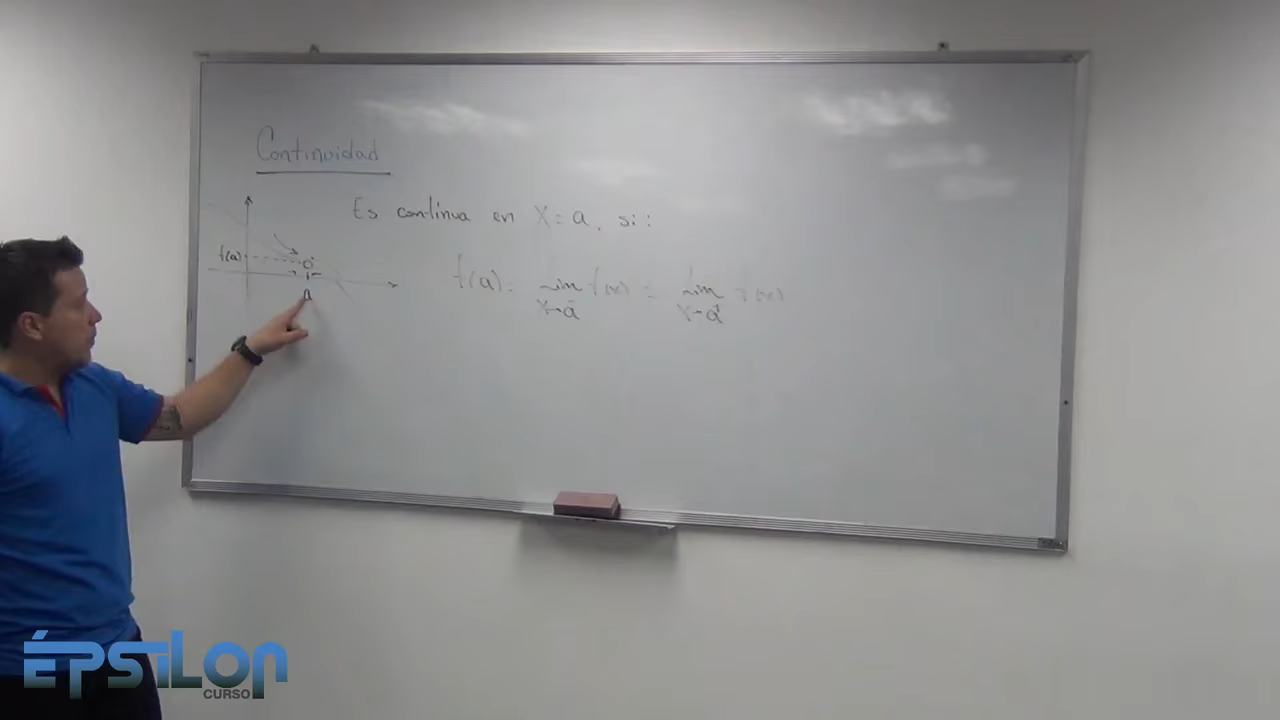 Continuidad
Es continua en x = a, si:
f(a)
f(a) = lim f(x) = lim f(x)
x→a⁻ x→a⁺
a
ÉPSILON
CURSO